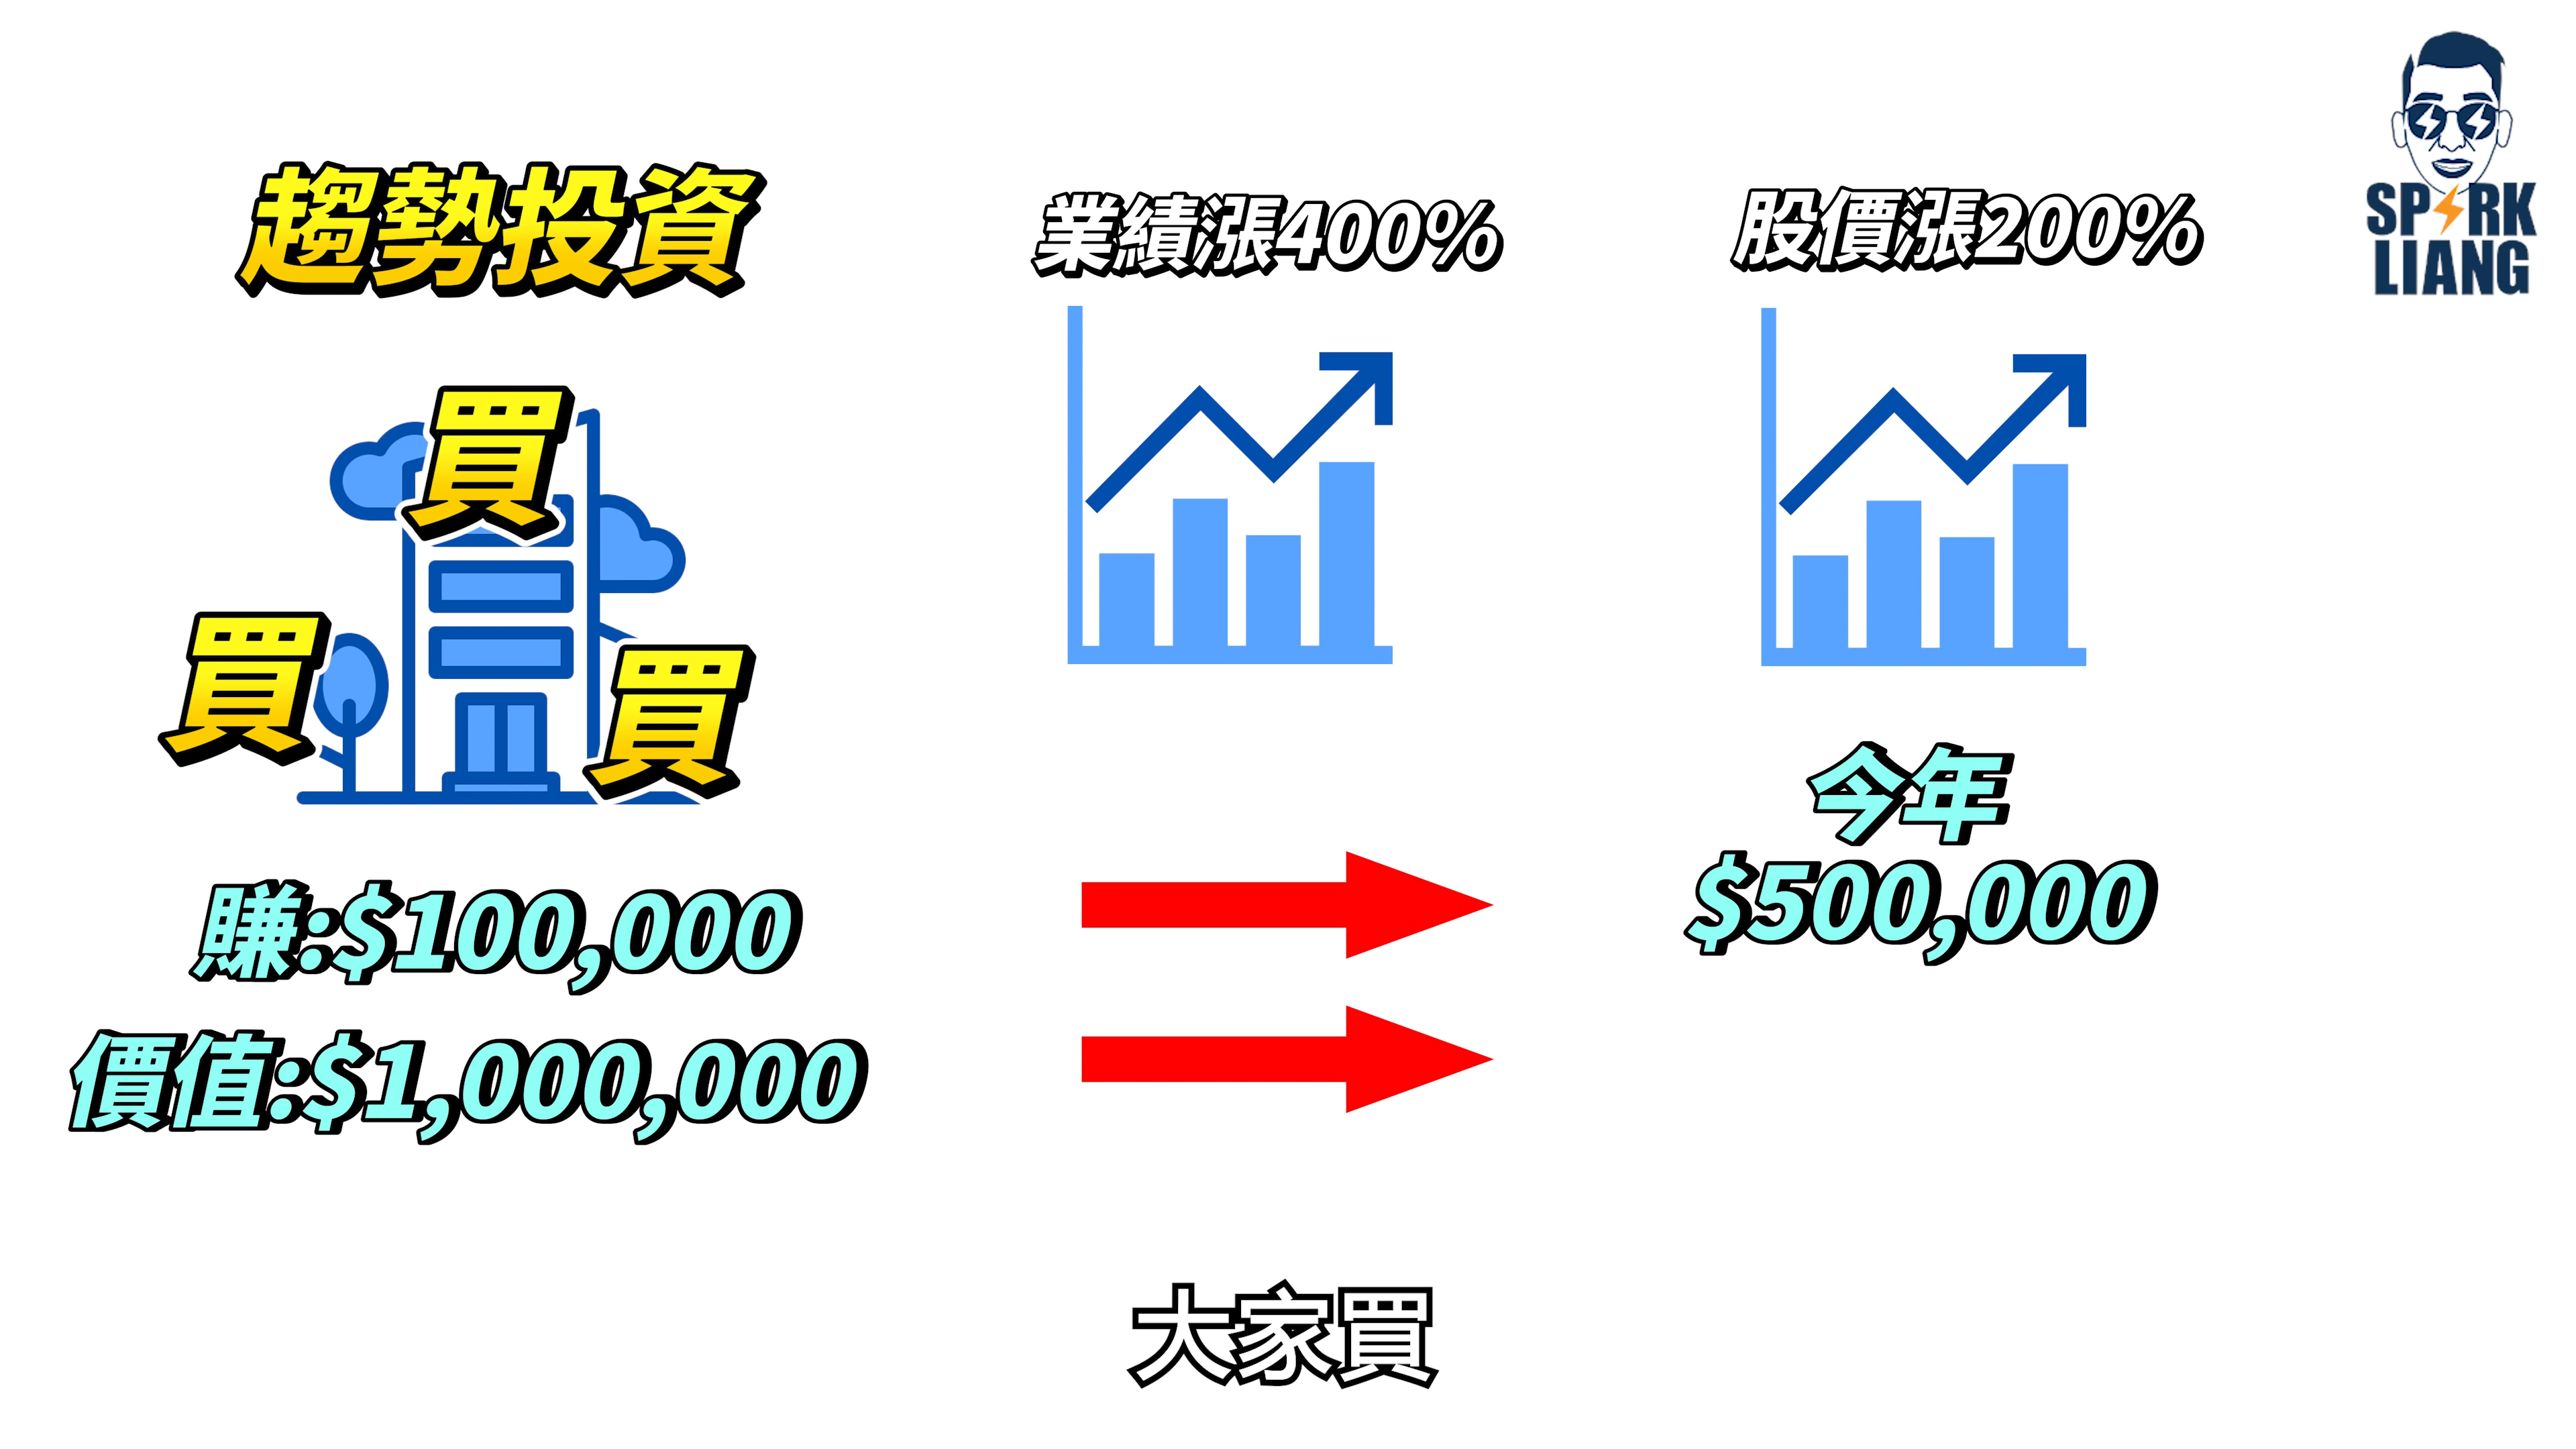 趨勢投資
業績漲400%
股價漲200%
SPARK
LIANG
買
買
買
今年
$500,000
賺:$100,000
價值:$1,000,000
大家買